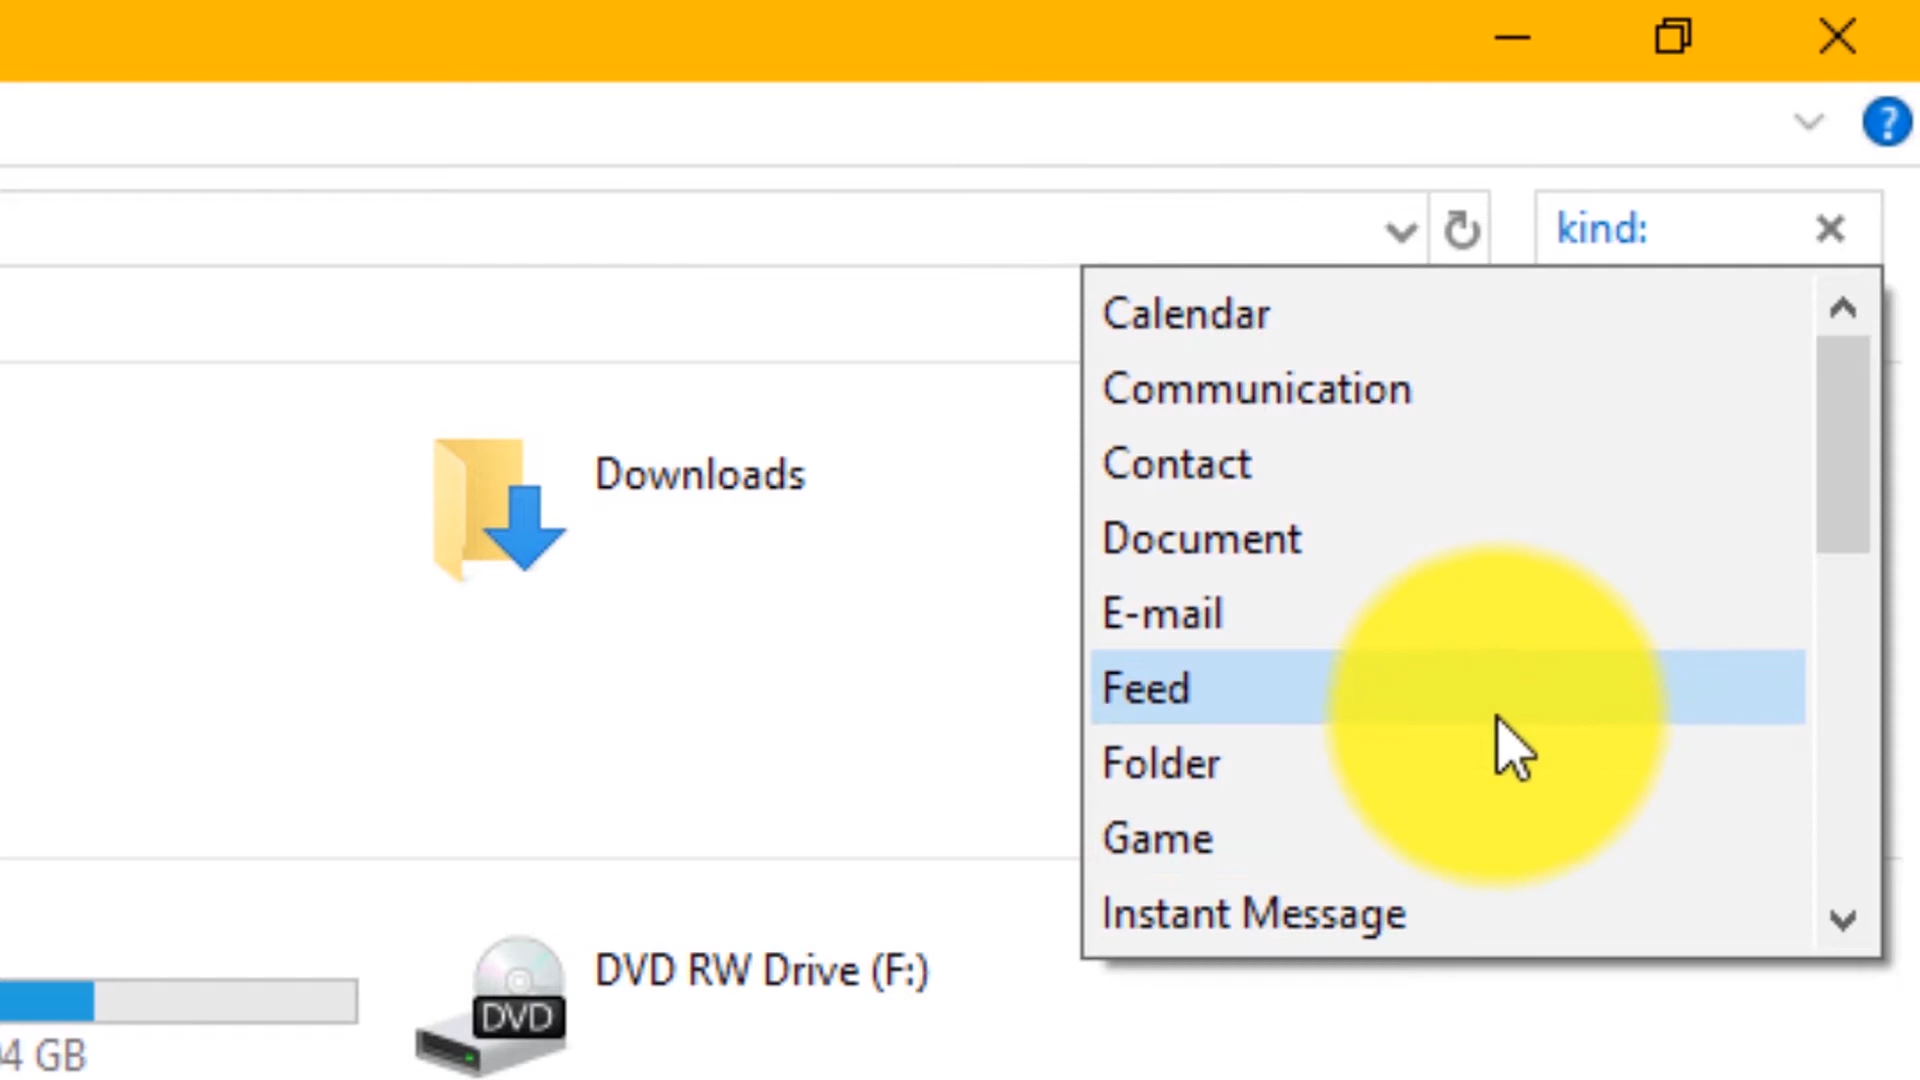 ?
kind:
Calendar
Communication
Contact
Document
E-mail
Feed
Folder
Game
Instant Message
Downloads
DVD RW Drive (F:)
DVD
4 GB